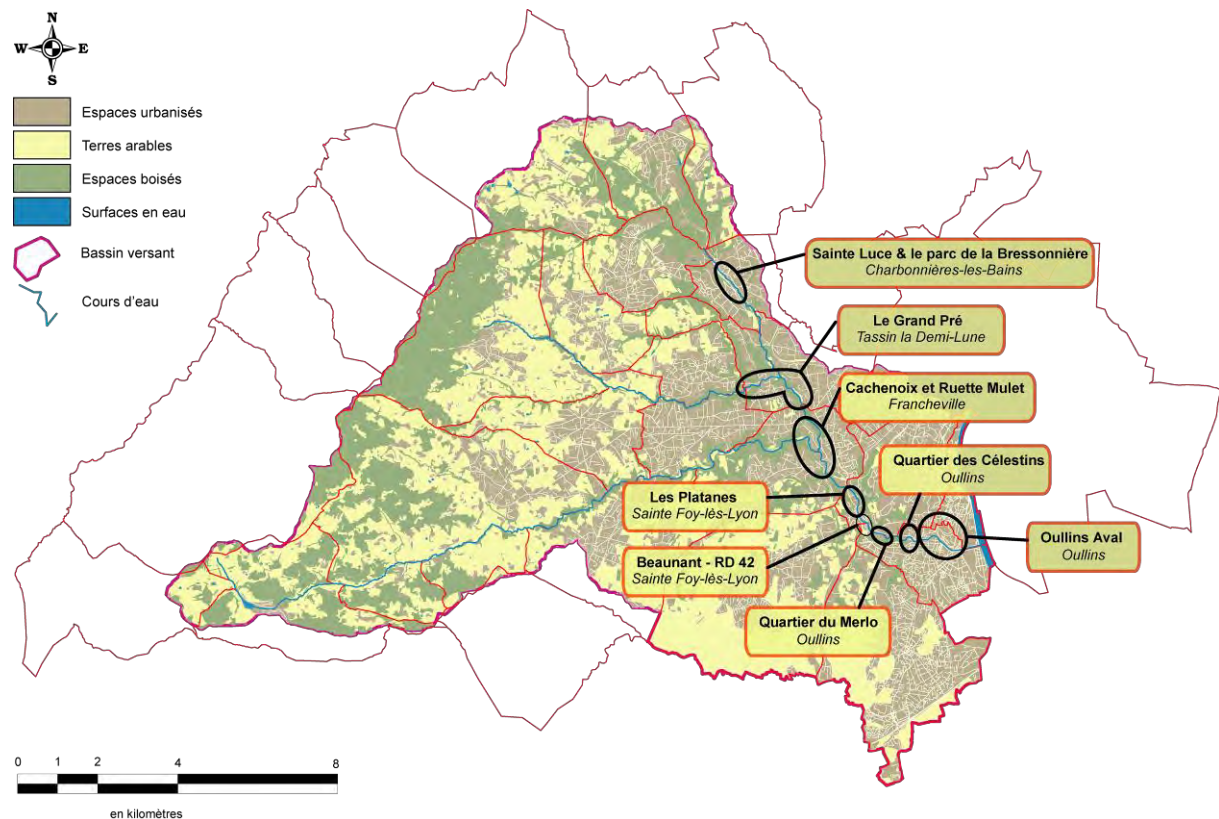 N
W E
S
Espaces urbanisés
Terres arables
Espaces boisés
Surfaces en eau
Bassin versant
Cours d'eau
Sainte Luce & le parc de la Bressonnière
Charbonnières-les-Bains
Le Grand Pré
Tassin la Demi-Lune
Cachenoix et Ruette Mulet
Francheville
Quartier des Célestins
Oullins
Les Platanes
Sainte Foy-lès-Lyon
Oullins Aval
Oullins
Beaunant - RD 42
Sainte Foy-lès-Lyon
Quartier du Merlo
Oullins
0 1 2 4 8
en kilomètres